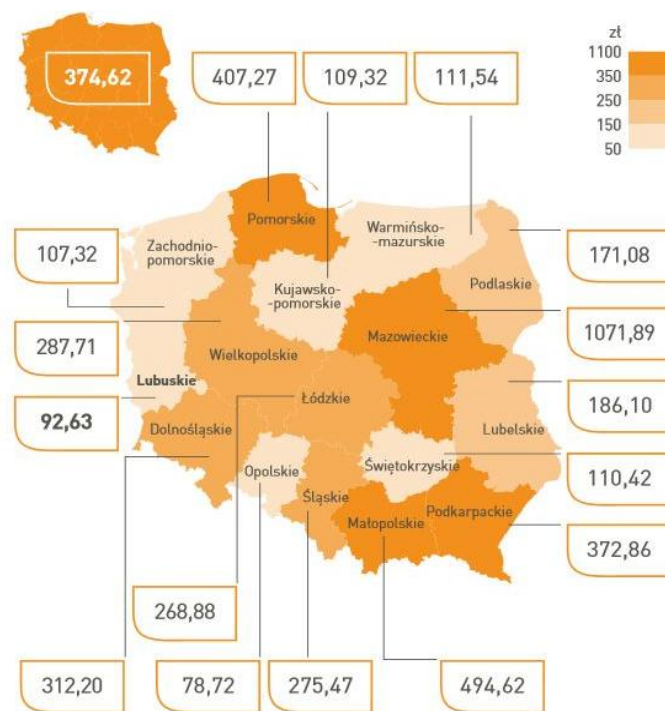 374,62
407,27
109,32
111,54
zł
1100
350
250
150
50
Pomorskie
Warmińsko-
-mazurskie
Zachodnio-
pomorskie
107,32
Kujawsko-
-pomorskie
Podlaskie
171,08
287,71
Mazowieckie
1071,89
Wielkopolskie
Lubuskie
92,63
Łódzkie
186,10
Dolnośląskie
Lubelskie
Opolskie
Świętokrzyskie
110,42
Śląskie
Małopolskie
Podkarpackie
372,86
268,88
312,20
78,72
275,47
494,62